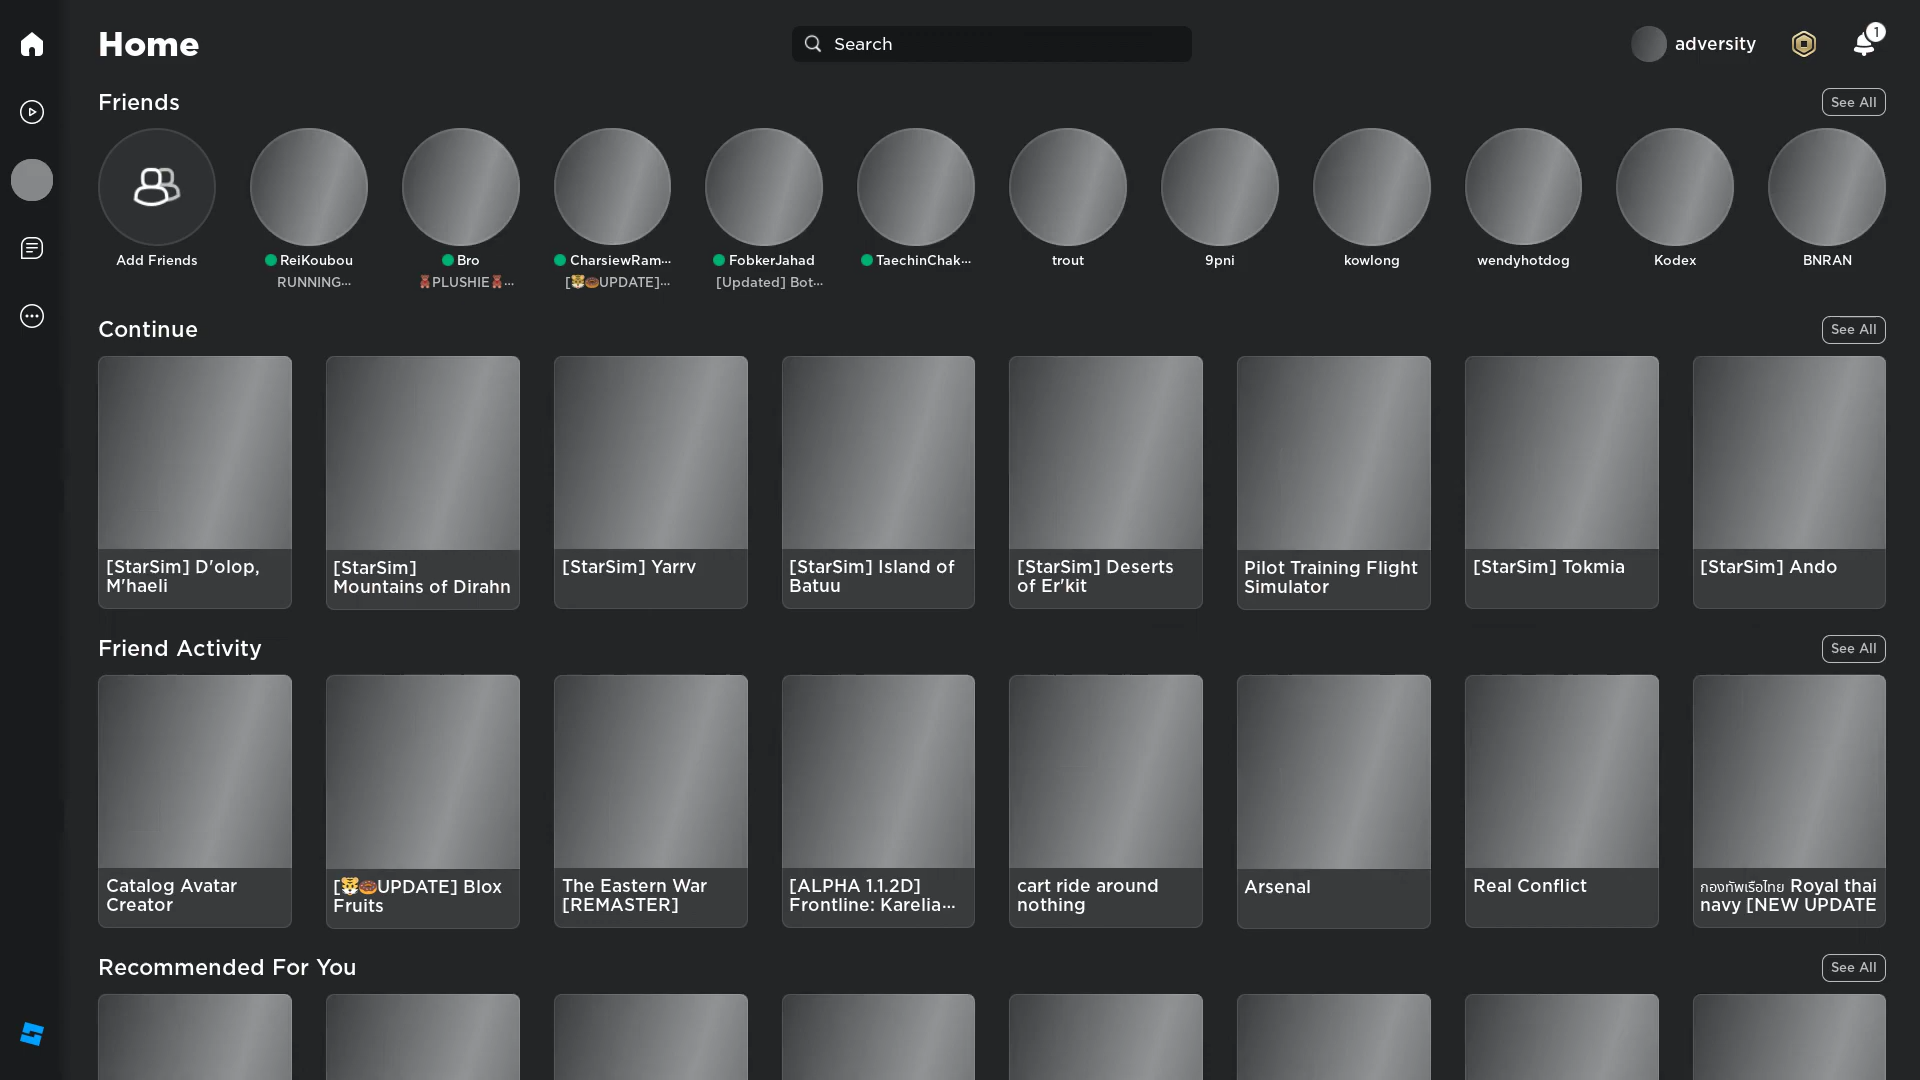 Home
Search
adversity
1
Friends
See All
Add Friends
ReiKoubou
RUNNING...
Bro
🧸PLUSHIE🧸...
CharsiewRam...
[🐯🍩UPDATE]...
FobkerJahad
[Updated] Bot...
TaechinChak...
trout
9pni
kowlong
wendyhotdog
Kodex
BNRAN
Continue
See All
[StarSim] D'olop,
M'haeli
[StarSim]
Mountains of Dirahn
[StarSim] Yarrv
[StarSim] Island of
Batuu
[StarSim] Deserts
of Er'kit
Pilot Training Flight
Simulator
[StarSim] Tokmia
[StarSim] Ando
Friend Activity
See All
Catalog Avatar
Creator
[🐯🍩UPDATE] Blox
Fruits
The Eastern War
[REMASTER]
[ALPHA 1.1.2D]
Frontline: Karelia...
cart ride around
nothing
Arsenal
Real Conflict
กองทัพเรือไทย Royal thai
navy [NEW UPDATE
Recommended For You
See All